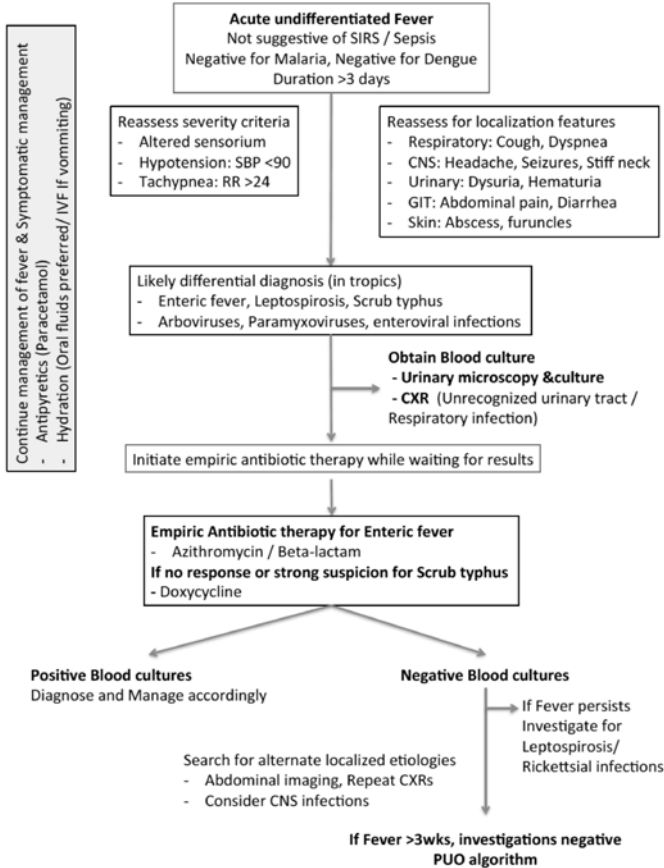 Acute undifferentiated Fever
Not suggestive of SIRS / Sepsis
Negative for Malaria, Negative for Dengue
Duration >3 days
Continue management of fever & Symptomatic management
- Antipyretics (Paracetamol)
- Hydration (Oral fluids preferred/ IVF If vommiting)
Reassess severity criteria
- Altered sensorium
- Hypotension: SBP <90
- Tachypnea: RR >24
Reassess for localization features
- Respiratory: Cough, Dyspnea
- CNS: Headache, Seizures, Stiff neck
- Urinary: Dysuria, Hematuria
- GIT: Abdominal pain, Diarrhea
- Skin: Abscess, furuncles
Likely differential diagnosis (in tropics)
- Enteric fever, Leptospirosis, Scrub typhus
- Arboviruses, Paramyxoviruses, enteroviral infections
Obtain Blood culture
- Urinary microscopy &culture
- CXR (Unrecognized urinary tract /
Respiratory infection)
Initiate empiric antibiotic therapy while waiting for results
Empiric Antibiotic therapy for Enteric fever
- Azithromycin / Beta-lactam
If no response or strong suspicion for Scrub typhus
- Doxycycline
Positive Blood cultures
Diagnose and Manage accordingly
Negative Blood cultures
If Fever persists
Investigate for
Leptospirosis/
Rickettsial infections
Search for alternate localized etiologies
- Abdominal imaging, Repeat CXRs
- Consider CNS infections
If Fever >3wks, investigations negative
PUO algorithm